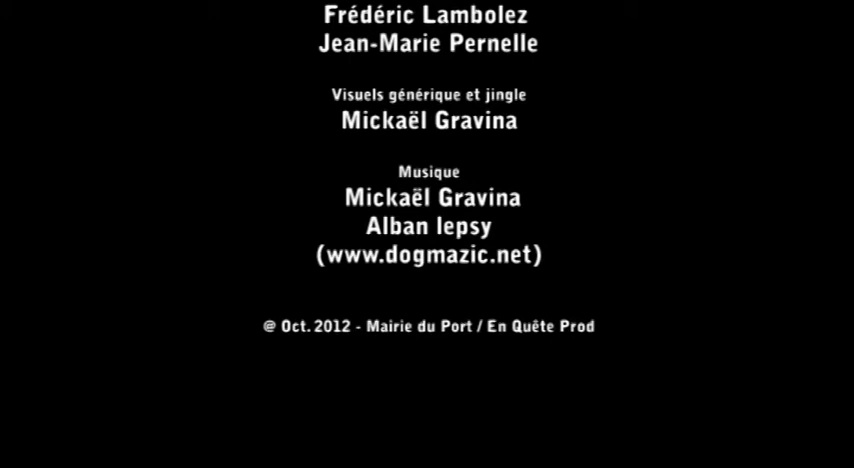 Frédéric Lambolez
Jean-Marie Pernelle
Visuels générique et jingle
Mickaël Gravina
Musique
Mickaël Gravina
Alban lepsy
(www.dogmazic.net)
@ Oct. 2012 - Mairie du Port / En Quête Prod